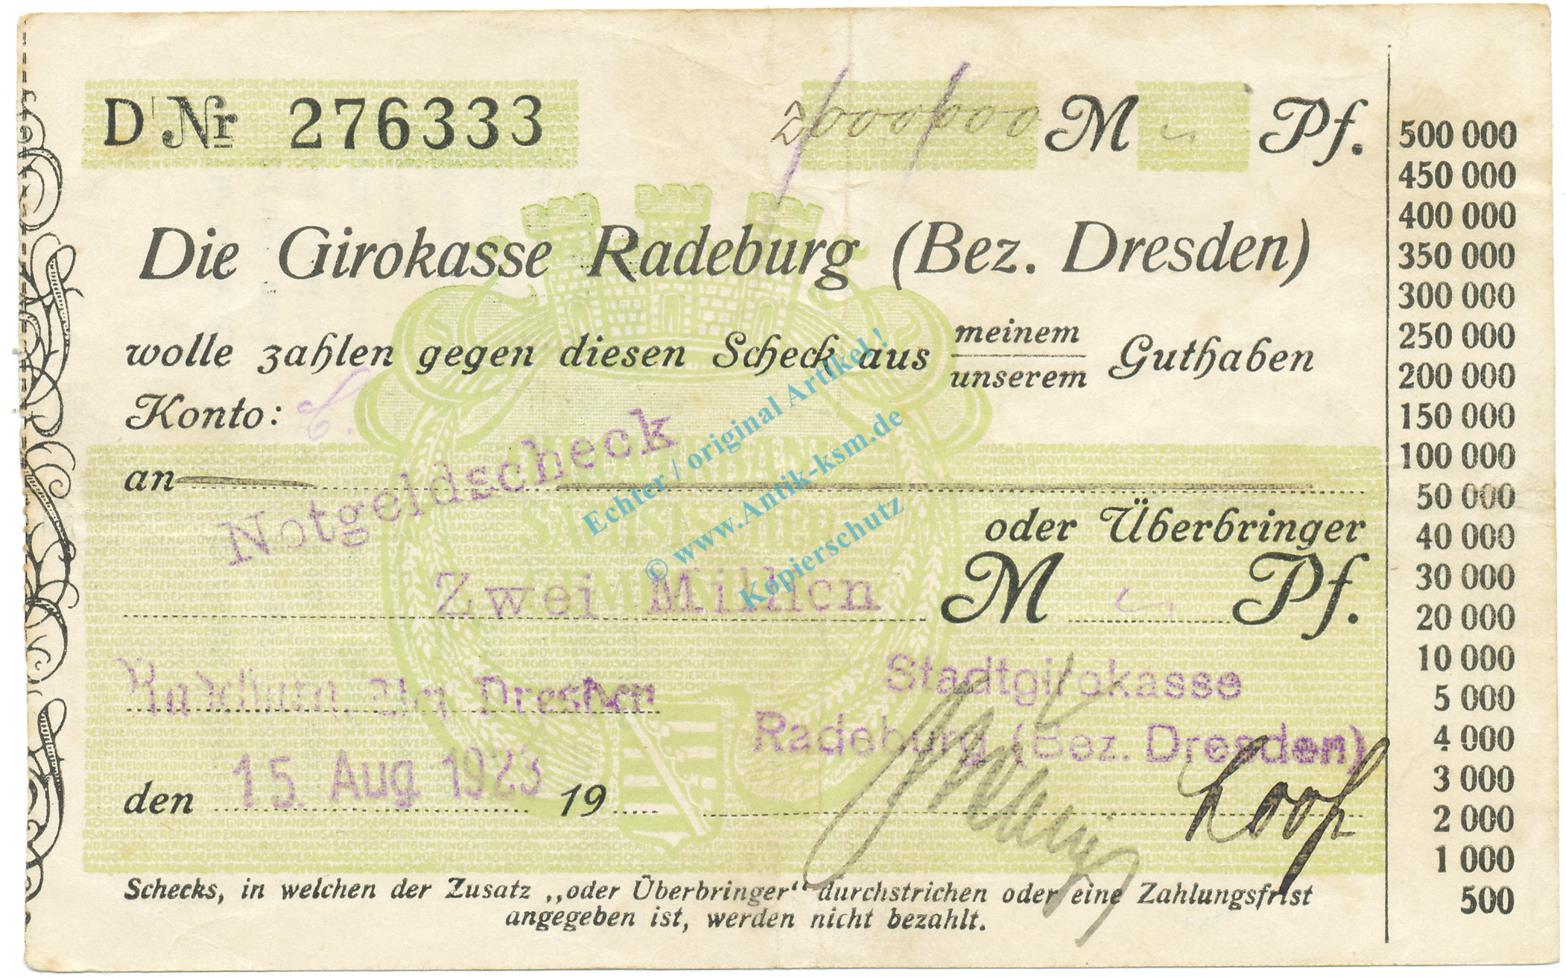 D Nr 276333 2000000 M Pf.
Die Girokasse Radeburg (Bez. Dresden)
wolle zahlen gegen diesen Scheck aus meinem
unserem Guthaben
Konto:
an
Notgeldscheck
oder Überbringer
Zwei Million M Pf.
Radeburg, Bez. Dresden
Stadtgirokasse
Radeburg (Bez. Dresden)
den 15. Aug. 1923 19
Schecks, in welchen der Zusatz „oder Überbringer" durchstrichen oder eine Zahlungsfrist
angegeben ist, werden nicht bezahlt.
500 000
450 000
400 000
350 000
300 000
250 000
200 000
150 000
100 000
50 000
40 000
30 000
20 000
10 000
5 000
4 000
3 000
2 000
1 000
500
Echter / original Artikel !
© www.Antik-ksm.de
Kopierschutz